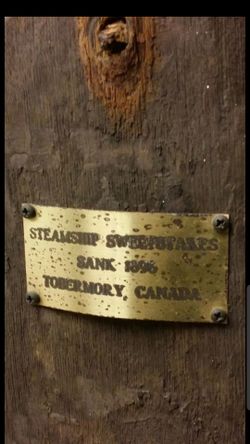 STEAMSHIP SWEEPSTAKES
SANK 1896
TOBERMORY, CANADA